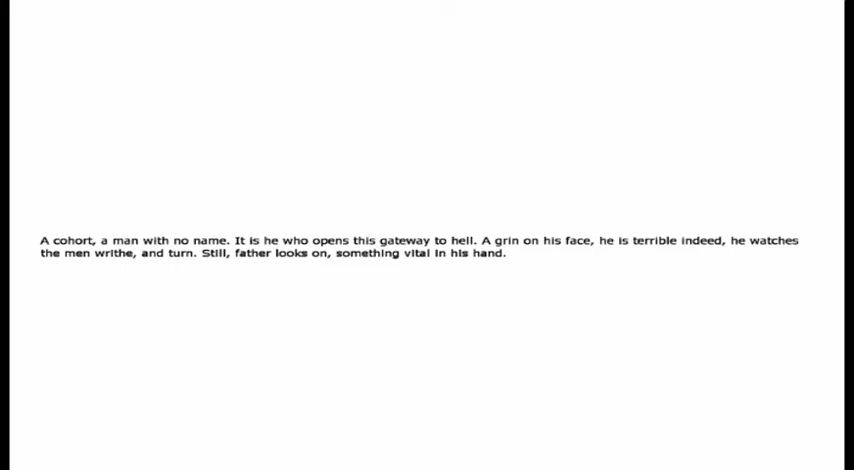 A cohort, a man with no name. It is he who opens this gateway to hell. A grin on his face, he is terrible indeed, he watches
the men writhe, and turn. Still, father looks on, something vital in his hand.